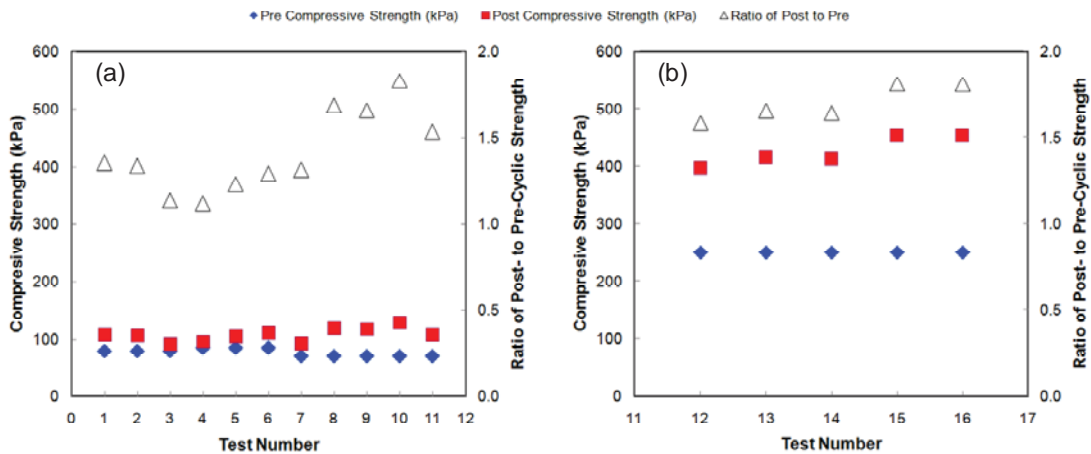 Pre Compressive Strength (kPa) Post Compressive Strength (kPa) Ratio of Post to Pre
(a)
600
500
400
300
200
100
0
Compresive Strength (kPa)
2.0
1.5
1.0
0.5
0.0
Ratio of Post- to Pre-Cyclic Strength
0 1 2 3 4 5 6 7 8 9 10 11 12
Test Number
(b)
600
500
400
300
200
100
0
Compresive Strength (kPa)
2.0
1.5
1.0
0.5
0.0
Ratio of Post- to Pre-Cyclic Strength
11 12 13 14 15 16 17
Test Number